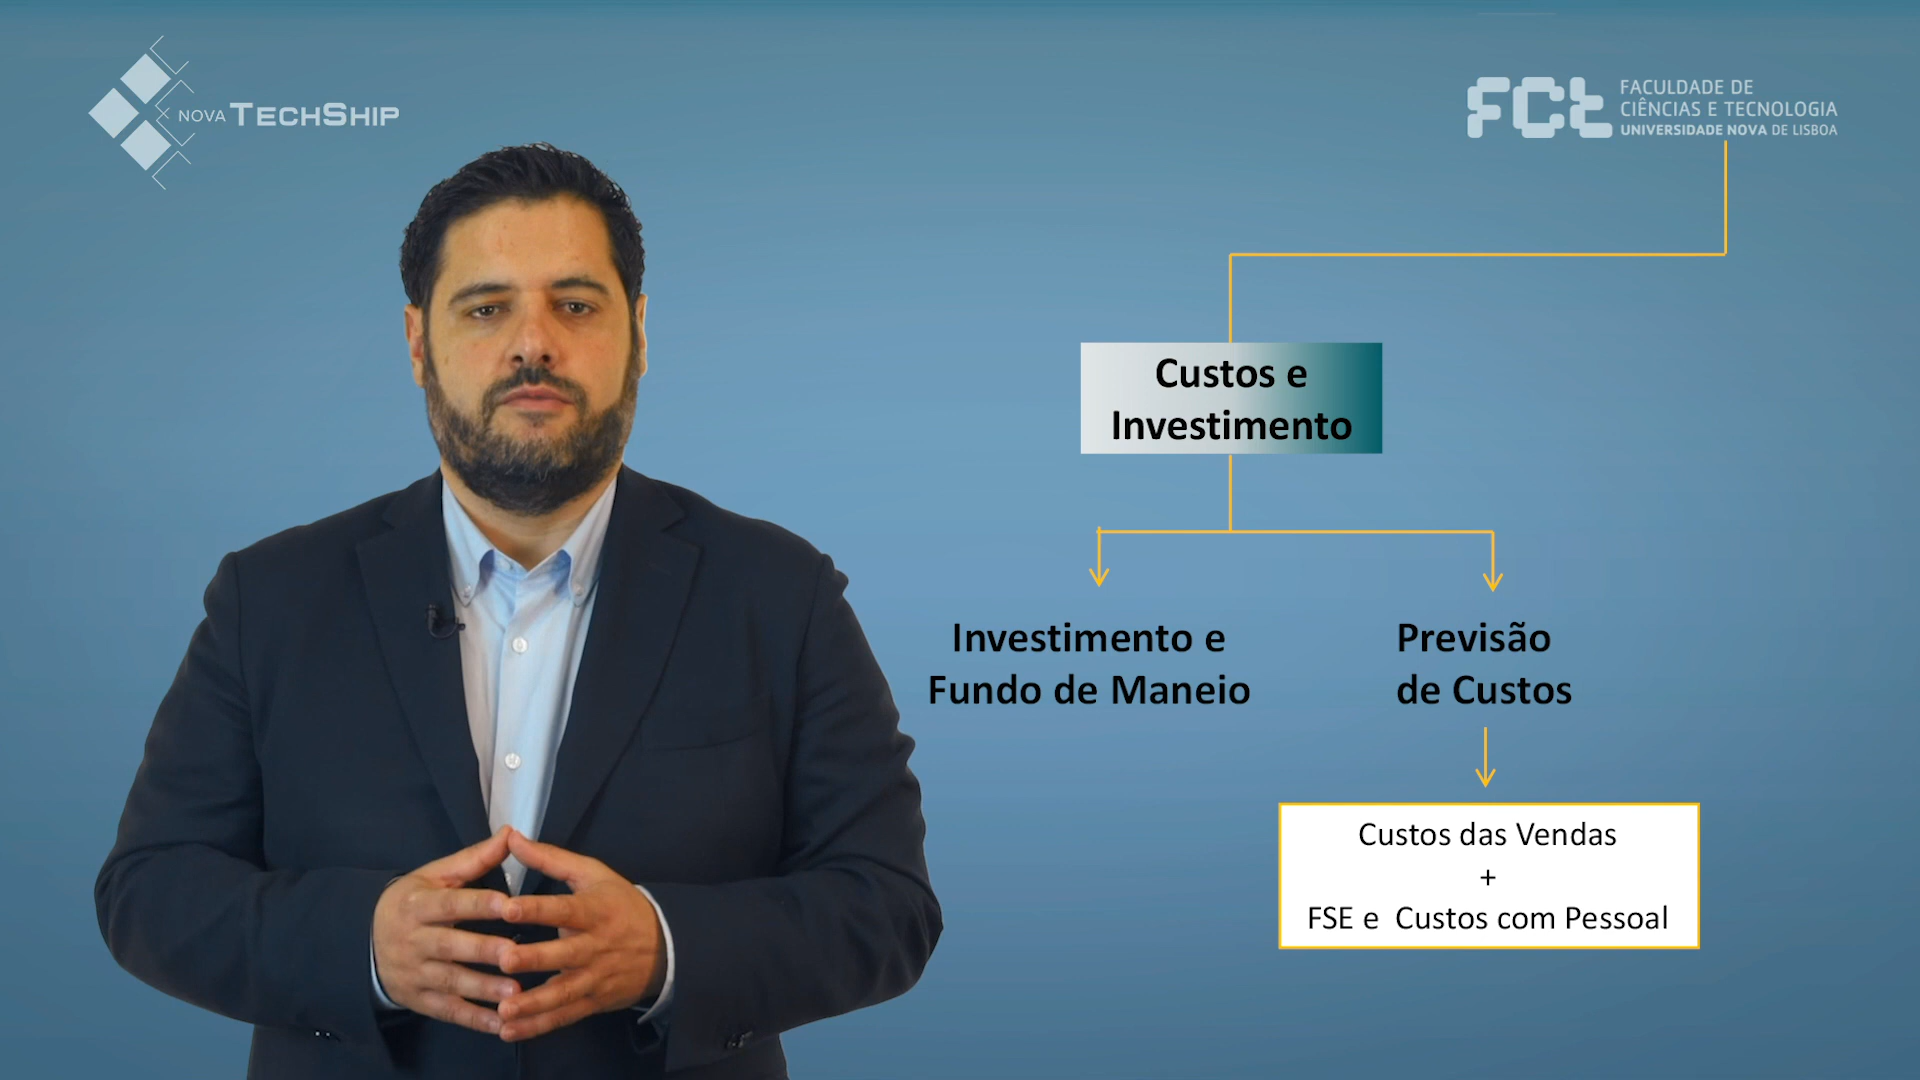 NOVA TECHSHIP
FCt
FACULDADE DE
CIÊNCIAS E TECNOLOGIA
UNIVERSIDADE NOVA DE LISBOA
Custos e
Investimento
Investimento e
Fundo de Maneio
Previsão
de Custos
Custos das Vendas
+
FSE e Custos com Pessoal